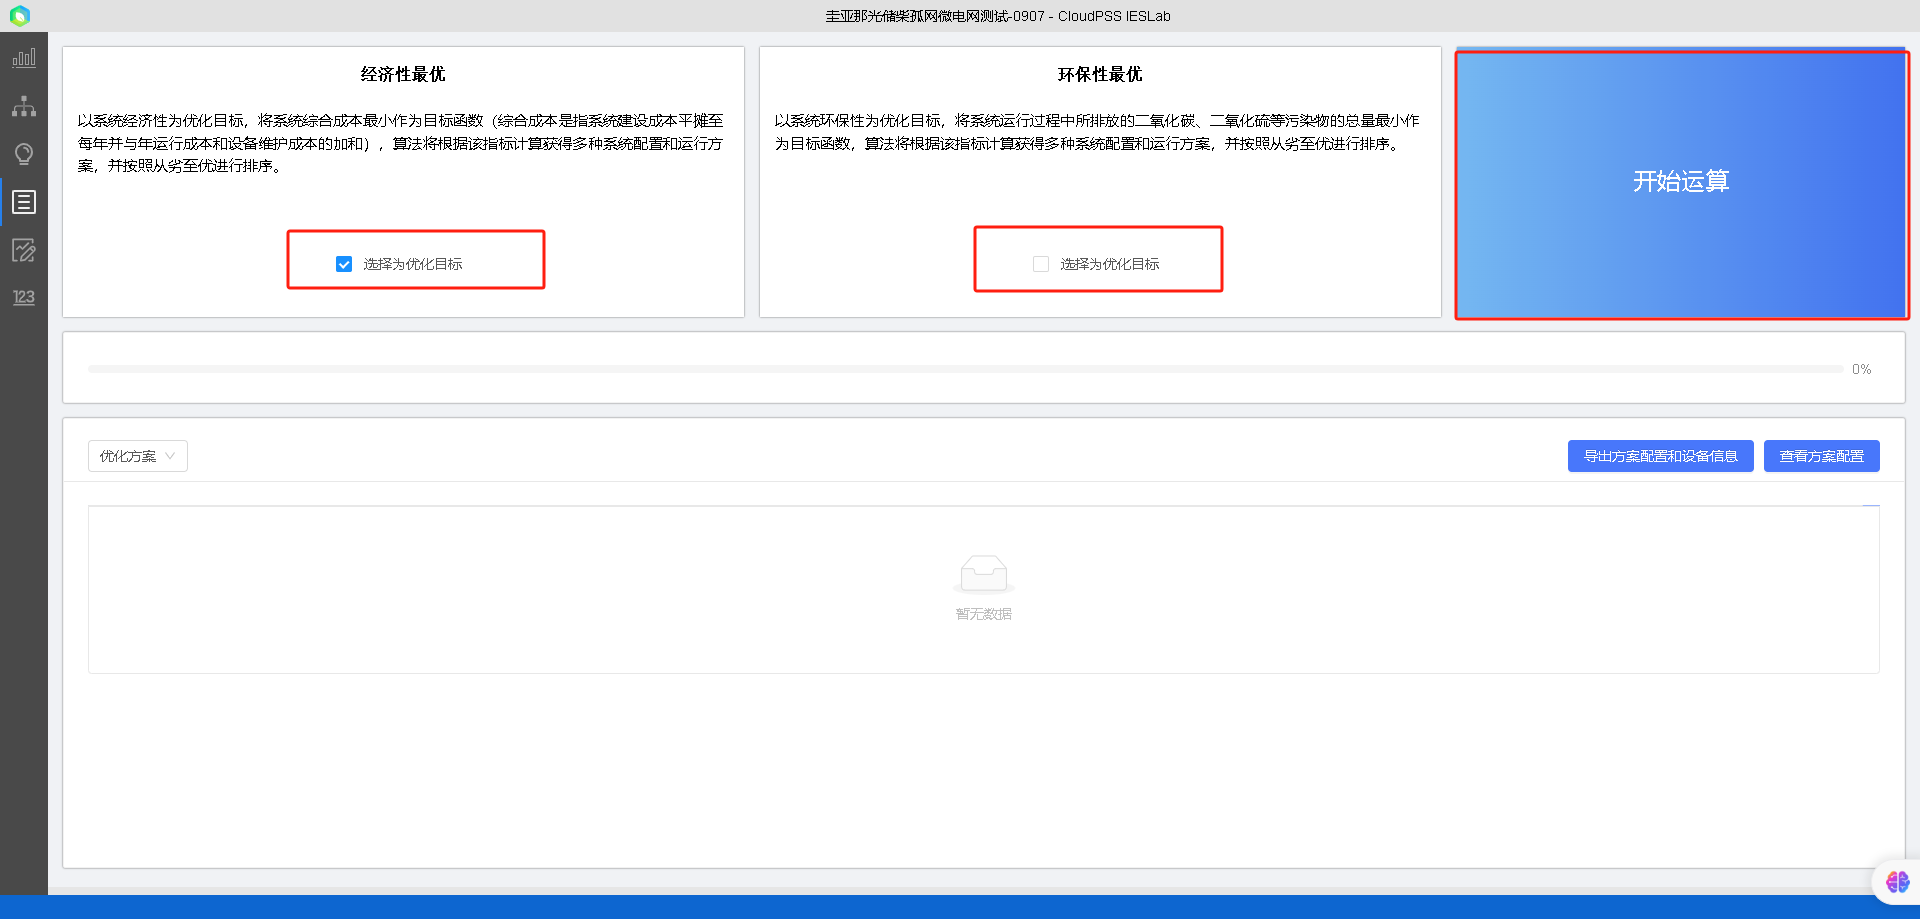 圭亚那光储柴孤网微电网测试-0907 - CloudPSS IESLab
经济性最优
以系统经济性为优化目标，将系统综合成本最小作为目标函数（综合成本是指系统建设成本平摊至
每年并与年运行成本和设备维护成本的加和），算法将根据该指标计算获得多种系统配置和运行方
案，并按照从劣至优进行排序。
选择为优化目标
环保性最优
以系统环保性为优化目标，将系统运行过程中所排放的二氧化碳、二氧化硫等污染物的总量最小作
为目标函数，算法将根据该指标计算获得多种系统配置和运行方案，并按照从劣至优进行排序。
选择为优化目标
开始运算
123
0%
优化方案
导出方案配置和设备信息
查看方案配置
暂无数据